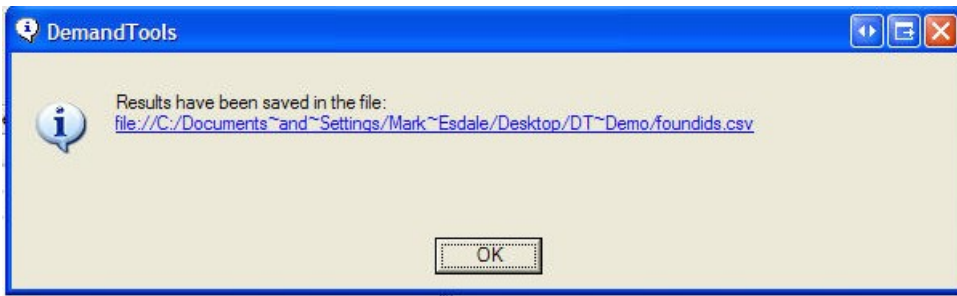 DemandTools
Results have been saved in the file:
file://C:/Documents~and~Settings/Mark~Esdale/Desktop/DT~Demo/foundids.csv
OK